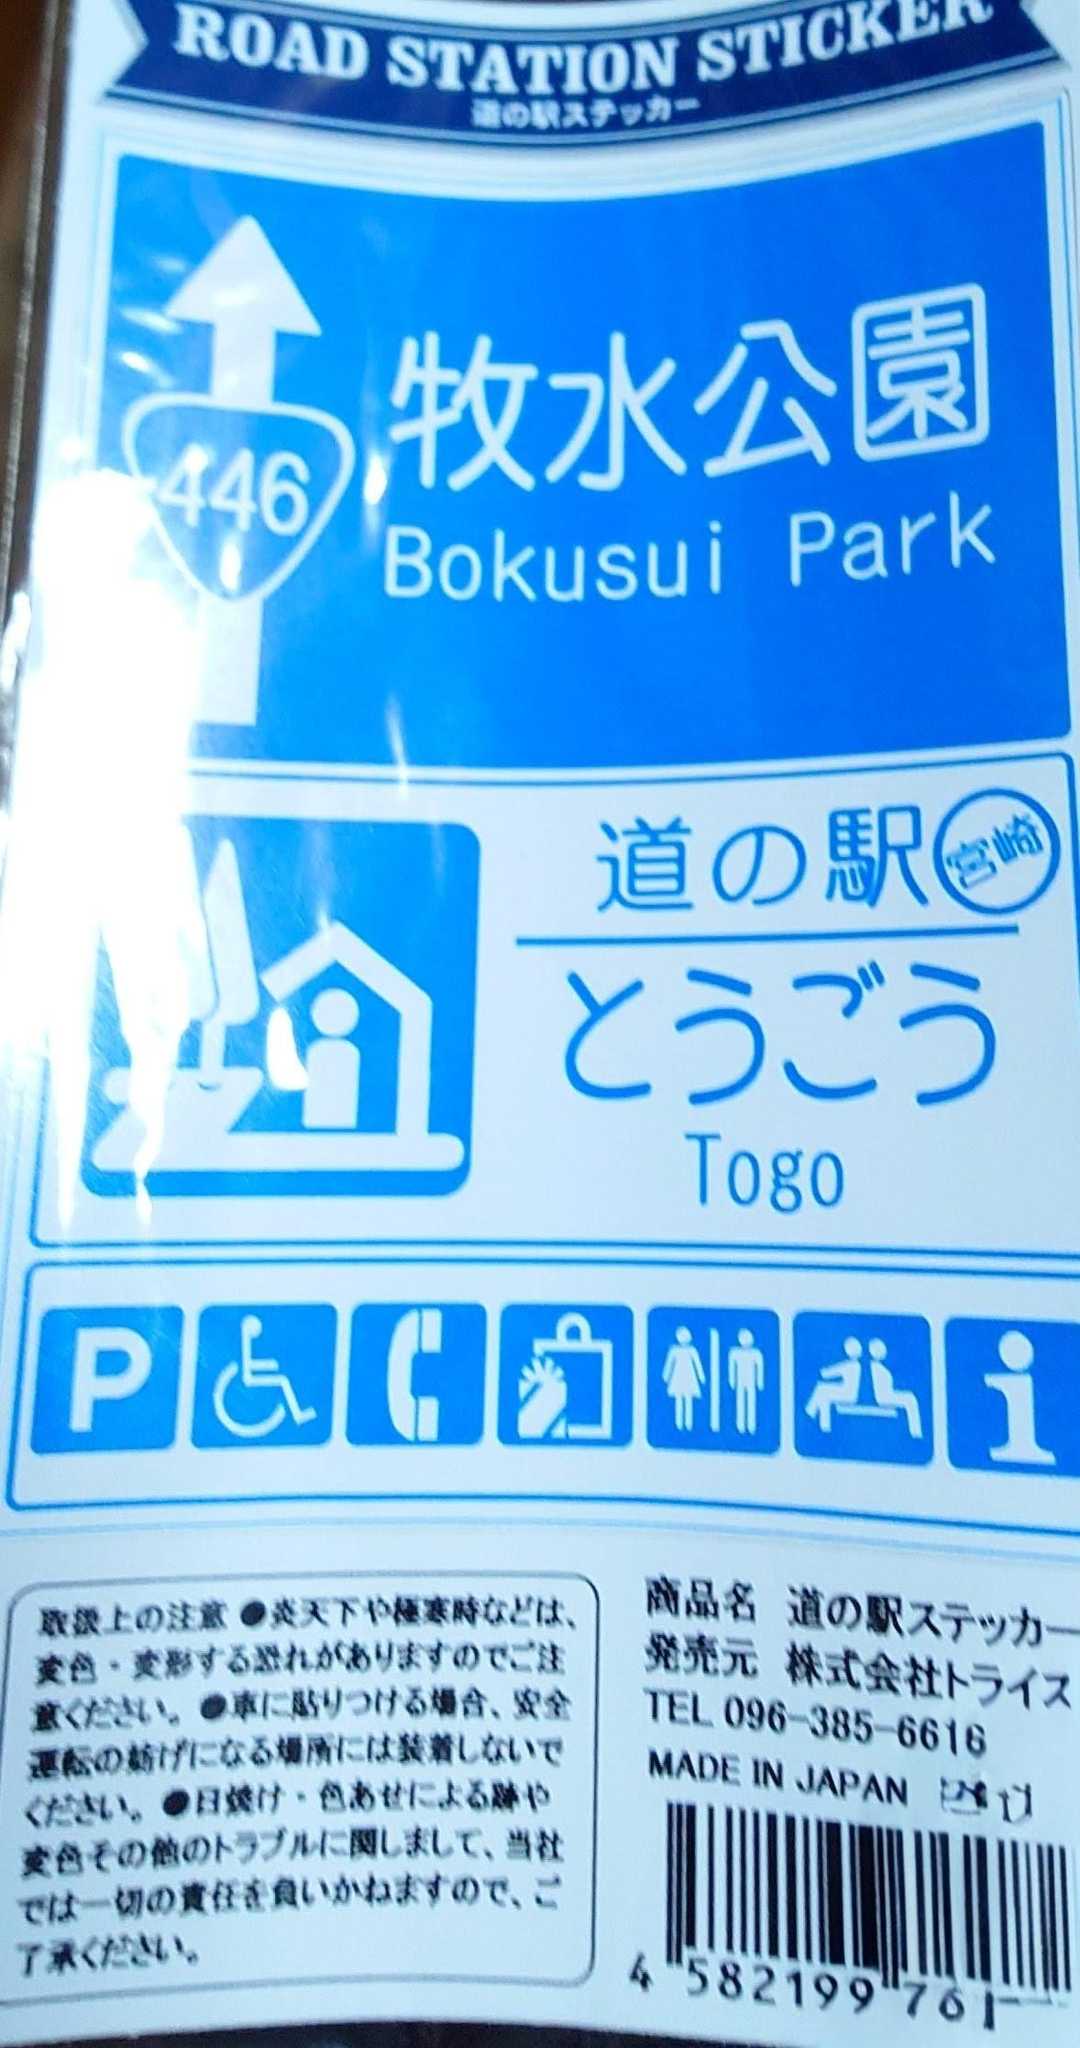 ROAD STATION STICKER
道の駅ステッカー
446
牧水公園
Bokusui Park
道の駅 宮崎
とうごう
Togo
P
i
取扱上の注意 ●炎天下や極寒時などは、
変色・変形する恐れがありますのでご注
意ください。●車に貼りつける場合、安全
運転の妨げになる場所には装着しないで
ください。●日焼け・色あせによる跡や
変色その他のトラブルに関しまして、当社
では一切の責任を負いかねますので、ご
了承ください。
商品名 道の駅ステッカー
発売元 株式会社トライス
TEL 096-385-6616
MADE IN JAPAN
4 582199 761